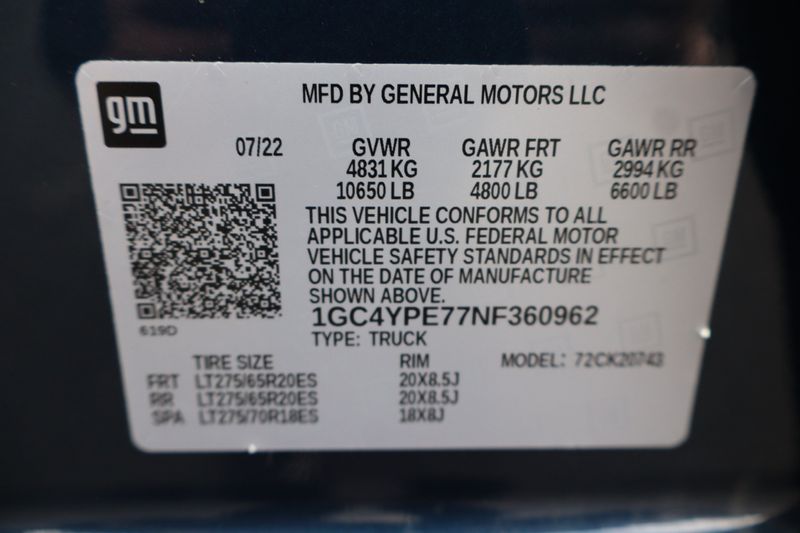 gm
MFD BY GENERAL MOTORS LLC
07/22 GVWR GAWR FRT GAWR RR
4831 KG 2177 KG 2994 KG
10650 LB 4800 LB 6600 LB
THIS VEHICLE CONFORMS TO ALL
APPLICABLE U.S. FEDERAL MOTOR
VEHICLE SAFETY STANDARDS IN EFFECT
ON THE DATE OF MANUFACTURE
SHOWN ABOVE.
1GC4YPE77NF360962
619D
TYPE: TRUCK
TIRE SIZE RIM MODEL: 72CK20743
FRT LT275/65R20ES 20X8.5J
RR LT275/65R20ES 20X8.5J
SPA LT275/70R18ES 18X8J